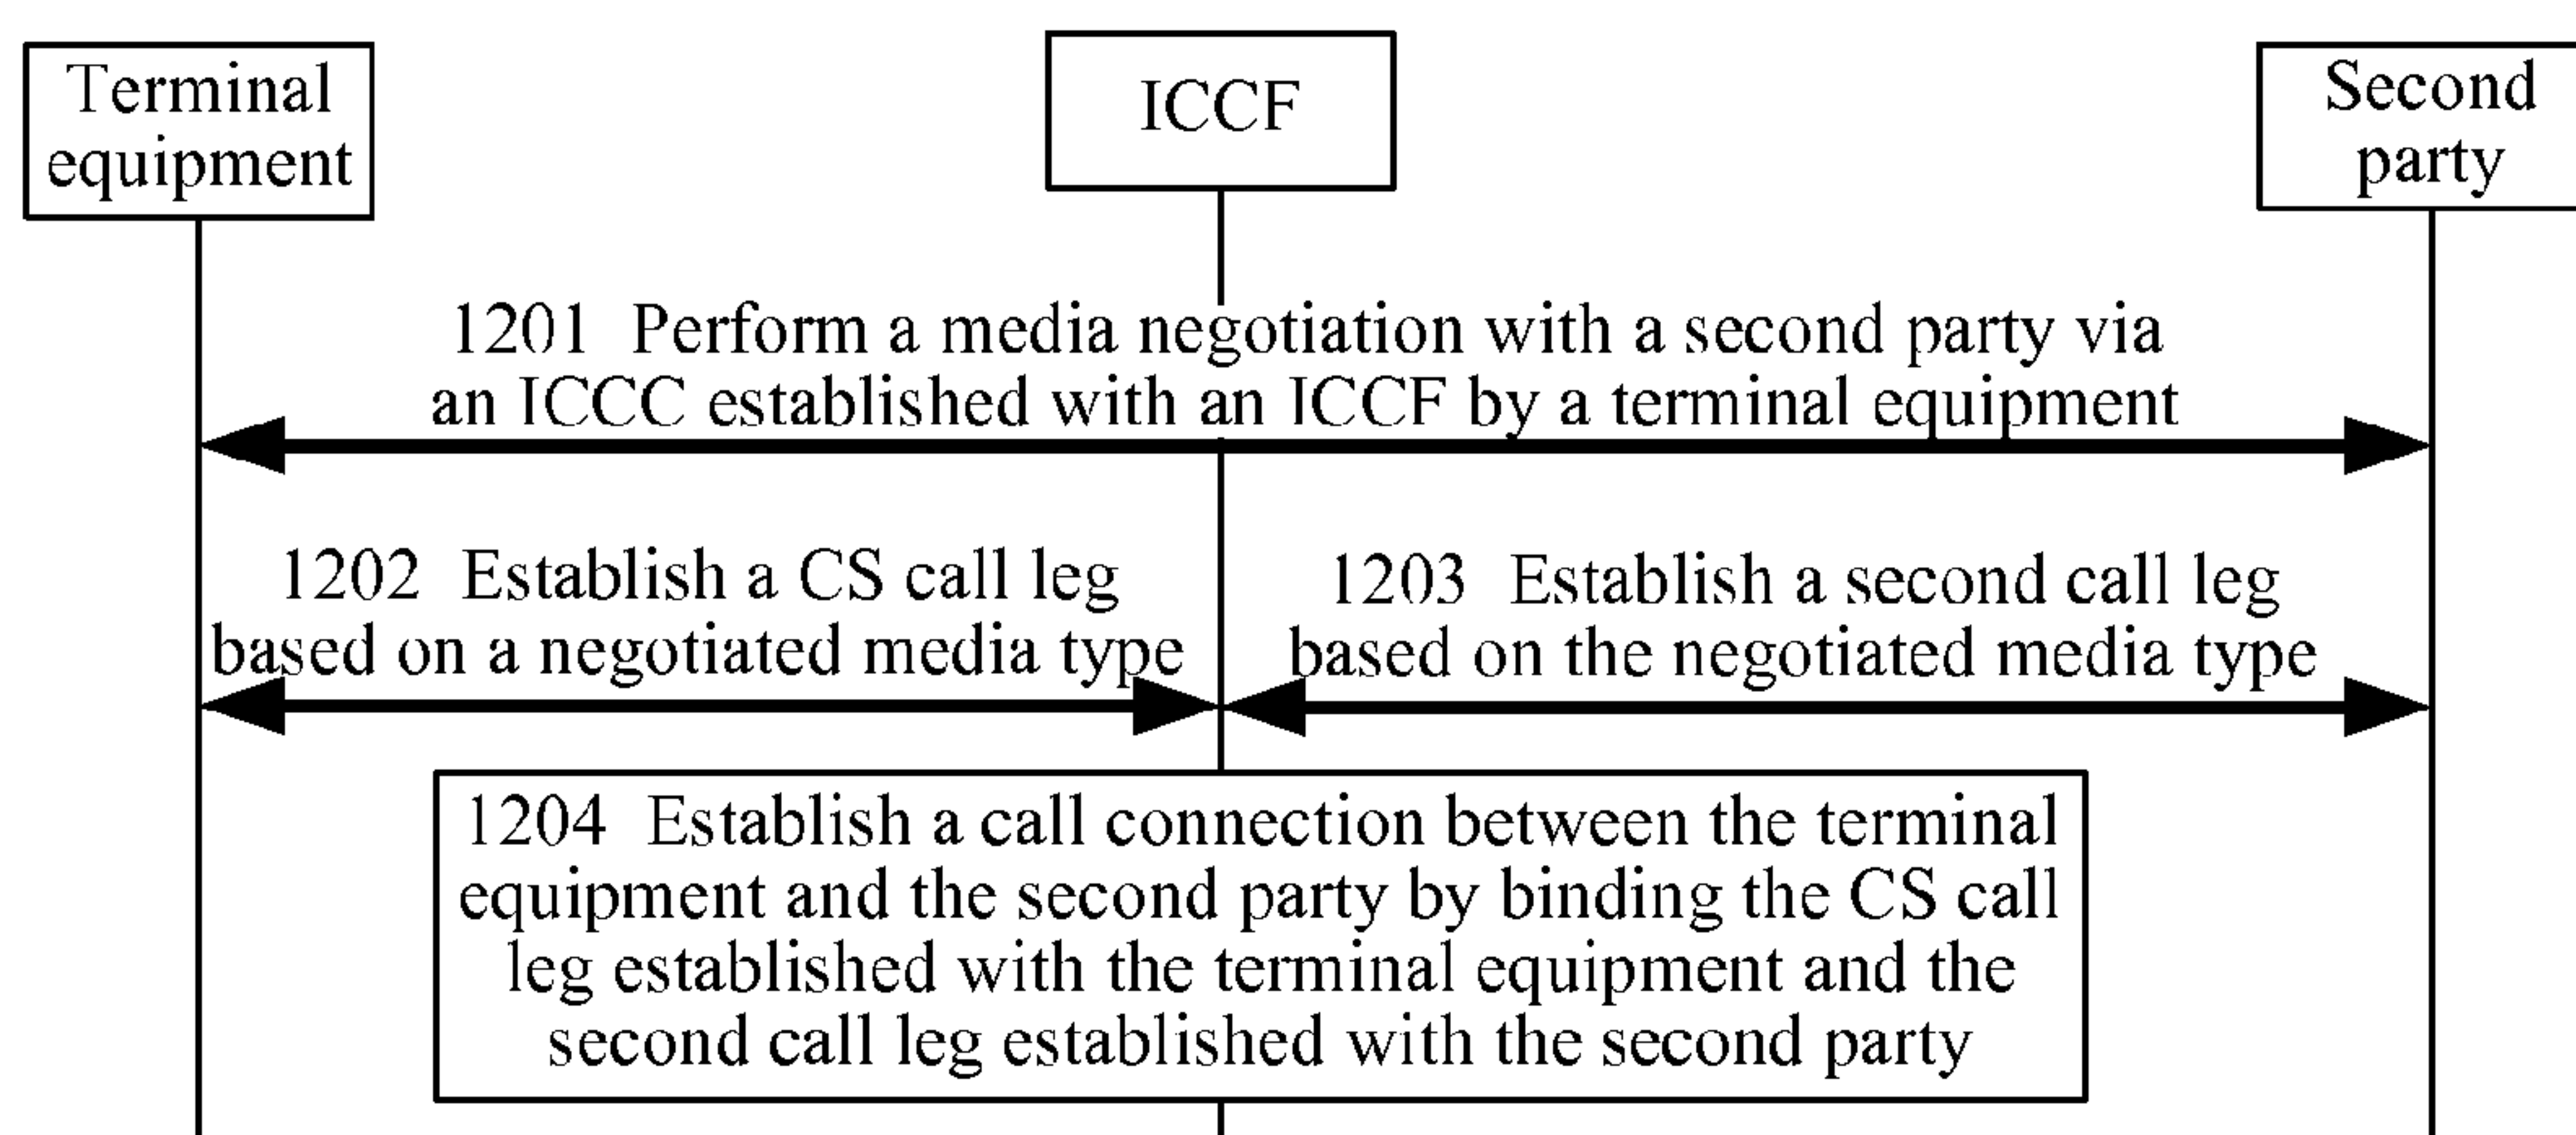 Terminal
equipment
ICCF
Second
party
1201 Perform a media negotiation with a second party via
an ICCC established with an ICCF by a terminal equipment
1202 Establish a CS call leg
based on a negotiated media type
1203 Establish a second call leg
based on the negotiated media type
1204 Establish a call connection between the terminal
equipment and the second party by binding the CS call
leg established with the terminal equipment and the
second call leg established with the second party